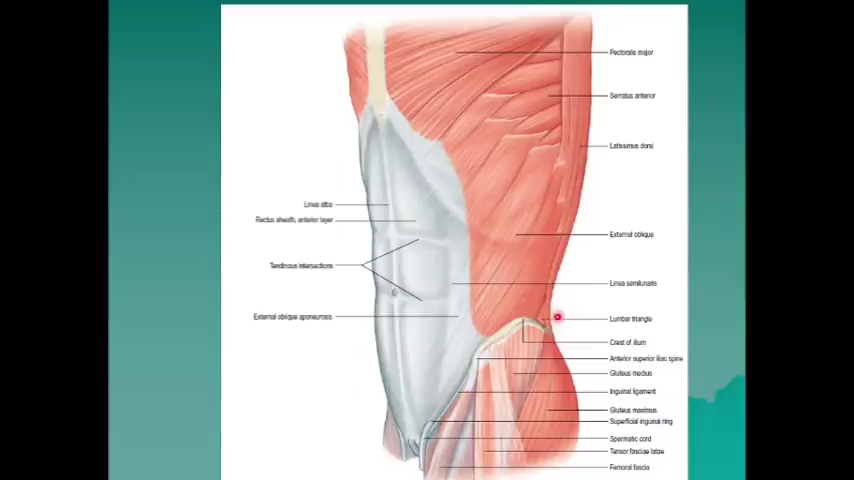 Pectoralis major
Serratus anterior
Latissimus dorsi
Linea alba
Rectus sheath, anterior layer
External oblique
Tendinous intersections
Linea semilunaris
External oblique aponeurosis
Lumbar triangle
Crest of ilium
Anterior superior iliac spine
Gluteus medius
Inguinal ligament
Gluteus maximus
Superficial inguinal ring
Spermatic cord
Tensor fasciae latae
Femoral fascia